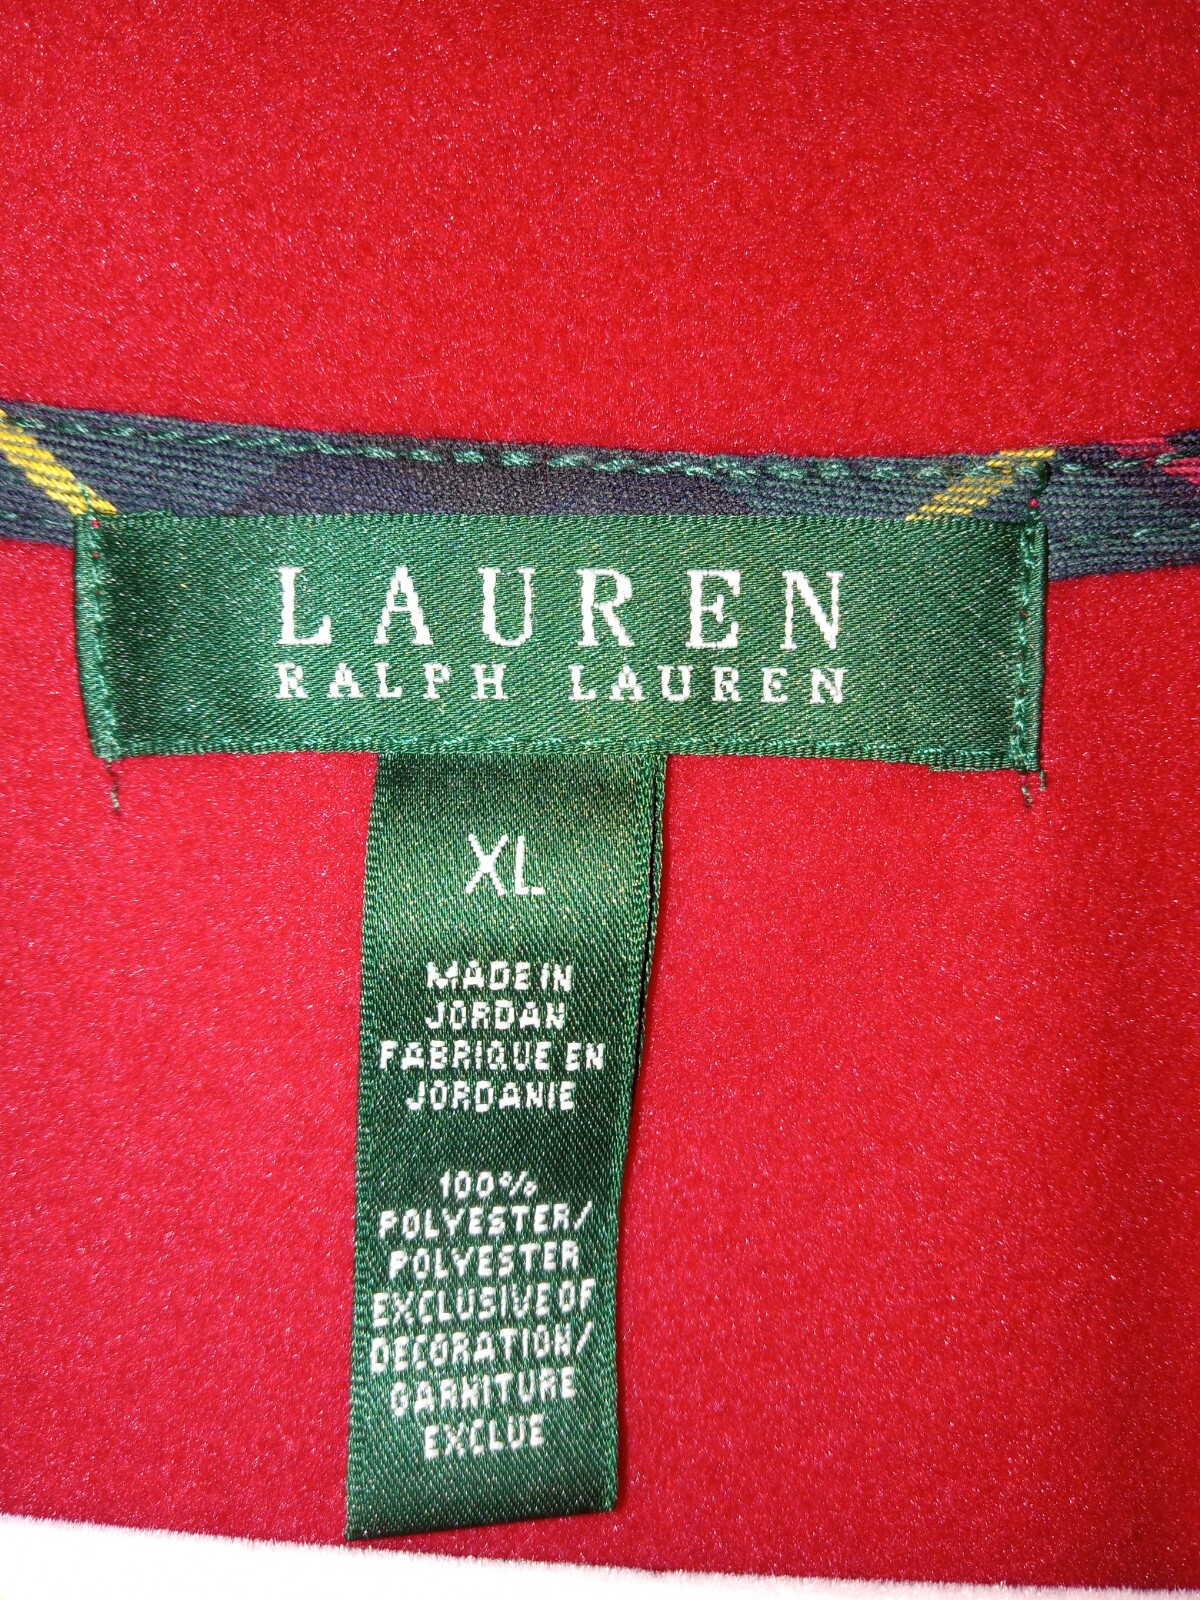 LAUREN
RALPH LAUREN
XL
MADE IN
JORDAN
FABRIQUE EN
JORDANIE
100%
POLYESTER/
POLYESTER
EXCLUSIVE OF
DECORATION/
GARNITURE
EXCLUE